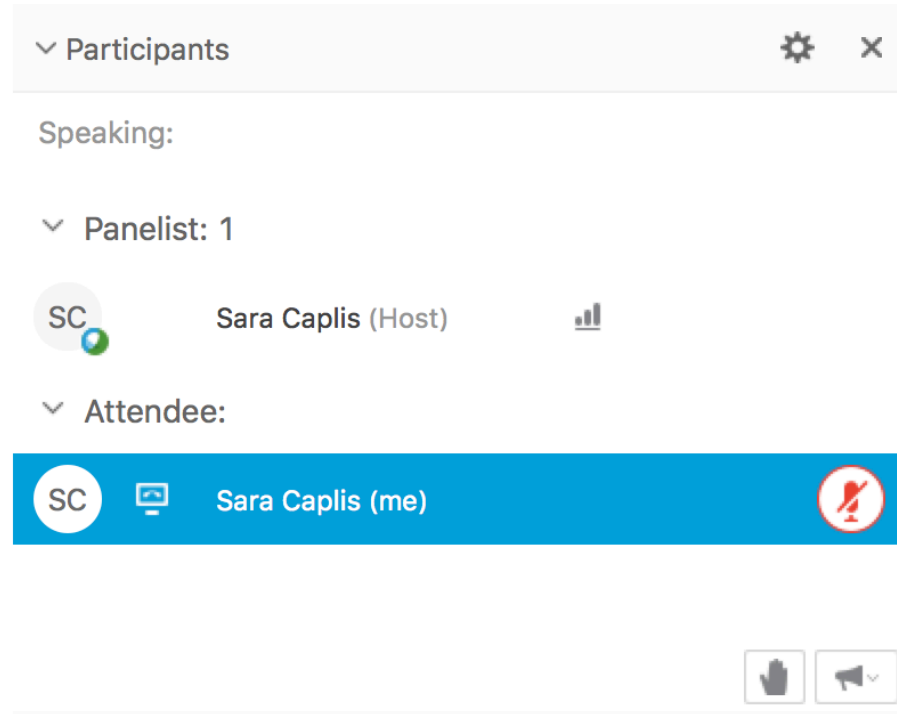 Participants
Speaking:
Panelist: 1
SC Sara Caplis (Host)
Attendee:
SC Sara Caplis (me)